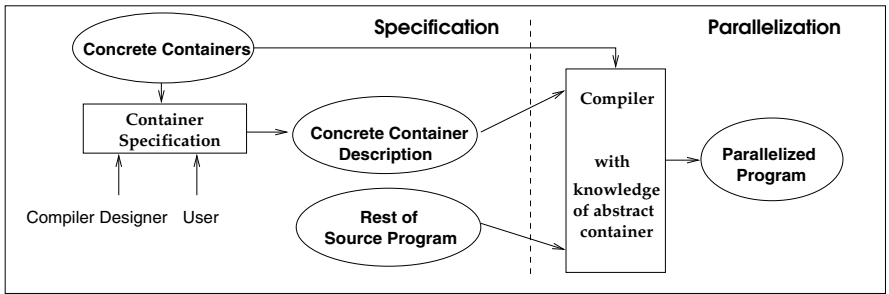 Specification
Parallelization
Concrete Containers
Container
Specification
Concrete Container
Description
Compiler Designer
User
Rest of
Source Program
Compiler
with
knowledge
of abstract
container
Parallelized
Program